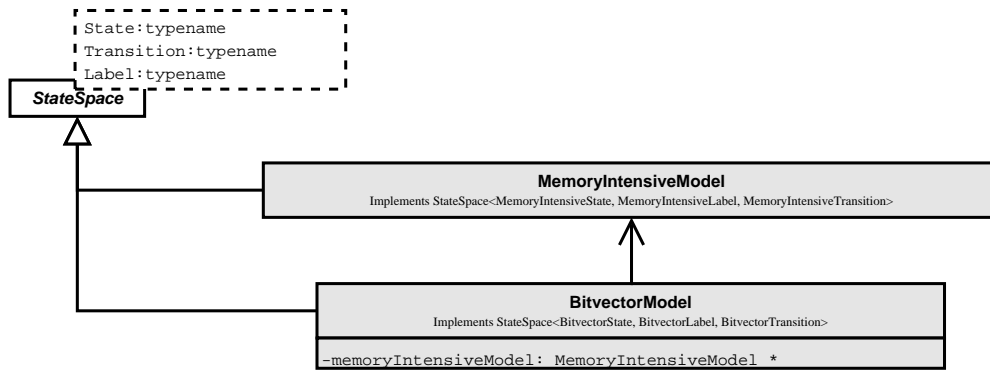 State:typename
Transition:typename
Label:typename
StateSpace
MemoryIntensiveModel
Implements StateSpace<MemoryIntensiveState, MemoryIntensiveLabel, MemoryIntensiveTransition>
BitvectorModel
Implements StateSpace<BitvectorState, BitvectorLabel, BitvectorTransition>
-memoryIntensiveModel: MemoryIntensiveModel *